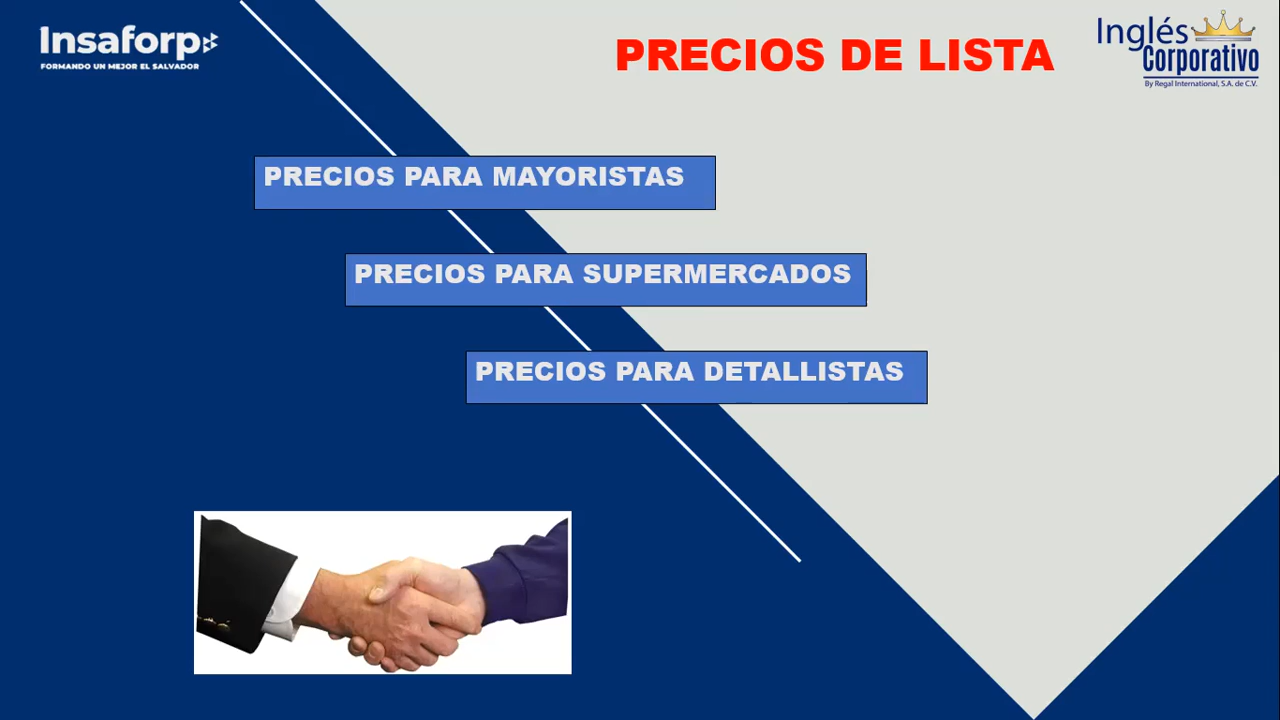 Insaforp
FORMANDO UN MEJOR EL SALVADOR
PRECIOS DE LISTA
Inglés
Corporativo
By Regal International, S.A. de C.V.
PRECIOS PARA MAYORISTAS
PRECIOS PARA SUPERMERCADOS
PRECIOS PARA DETALLISTAS